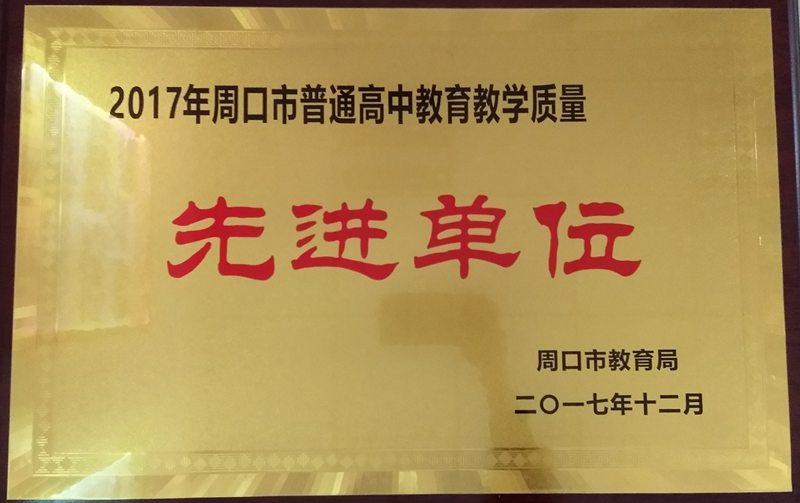 2017年周口市普通高中教育教学质量
先进单位
周口市教育局
二〇一七年十二月